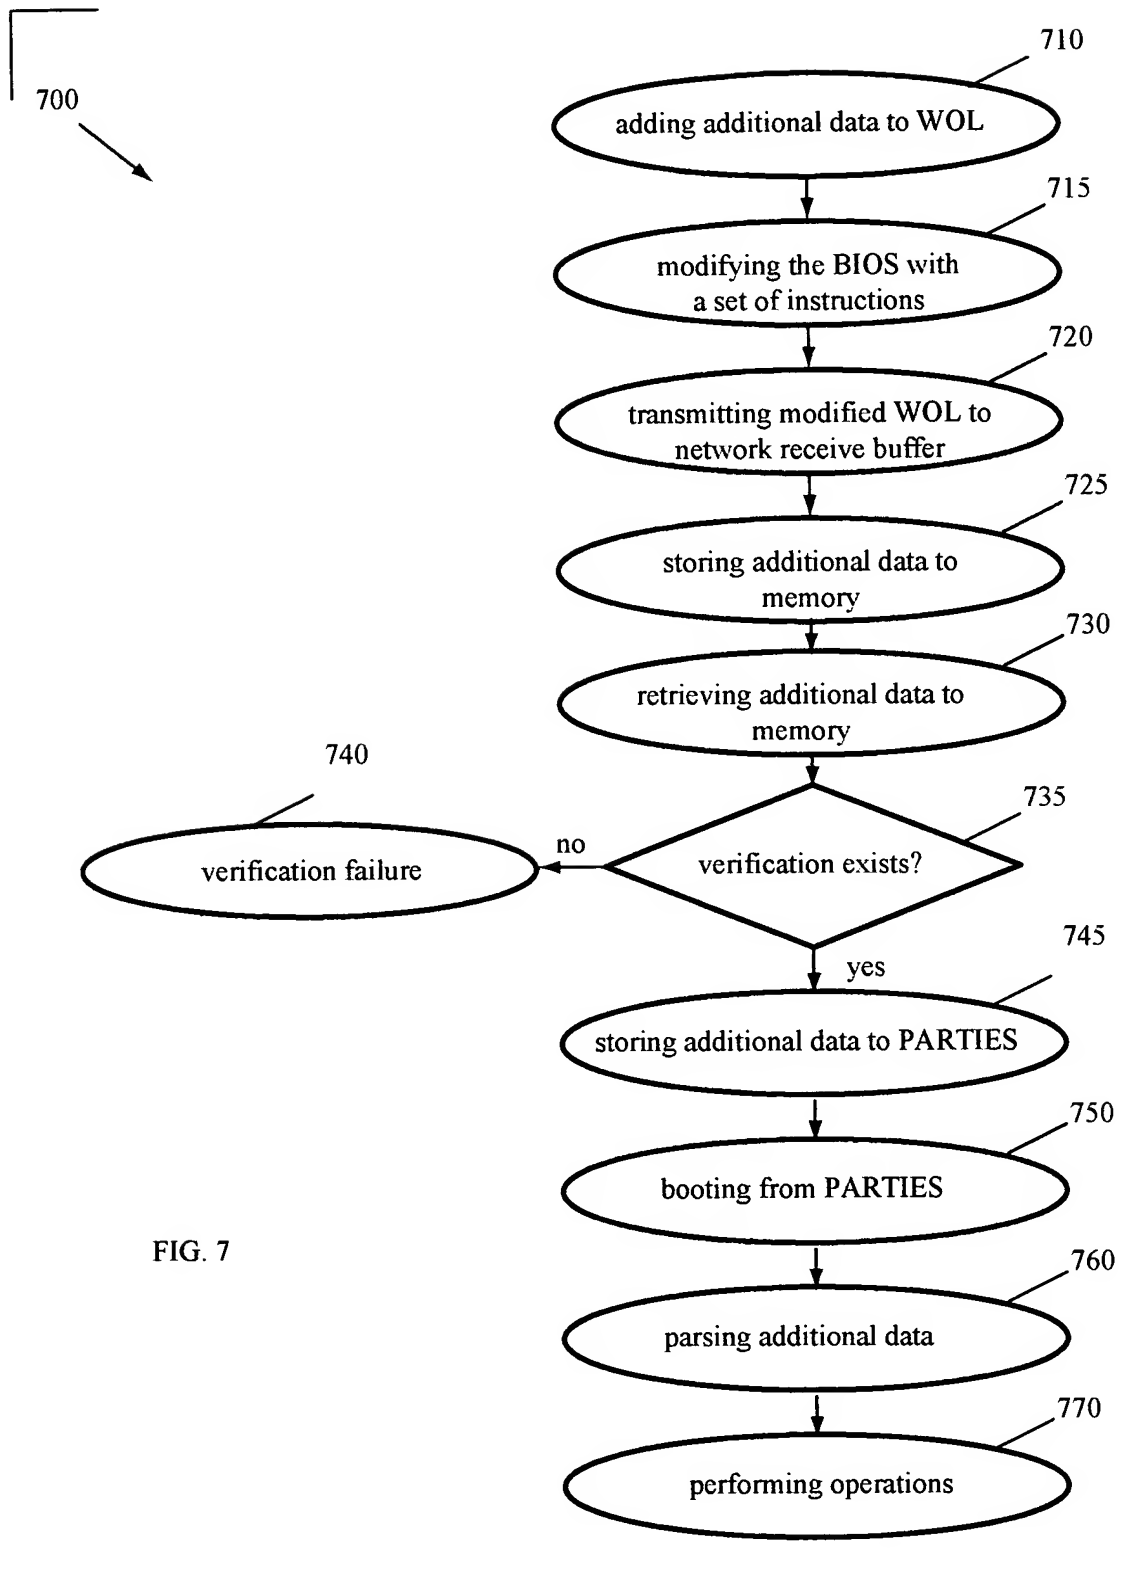 710
700
adding additional data to WOL
715
modifying the BIOS with
a set of instructions
720
transmitting modified WOL to
network receive buffer
725
storing additional data to
memory
730
retrieving additional data to
memory
740
735
no
verification exists?
verification failure
745
yes
storing additional data to PARTIES
750
booting from PARTIES
FIG. 7
760
parsing additional data
770
performing operations